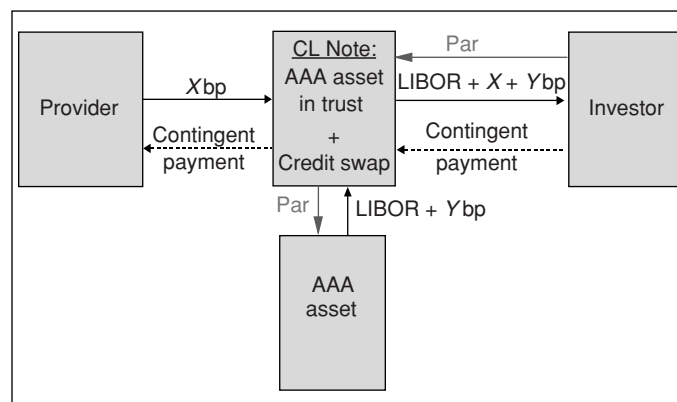 CL Note:
AAA asset
in trust
+
Credit swap
Par
Provider
X bp
LIBOR + X + Y bp
Investor
Contingent
payment
Contingent
payment
Par
LIBOR + Y bp
AAA
asset